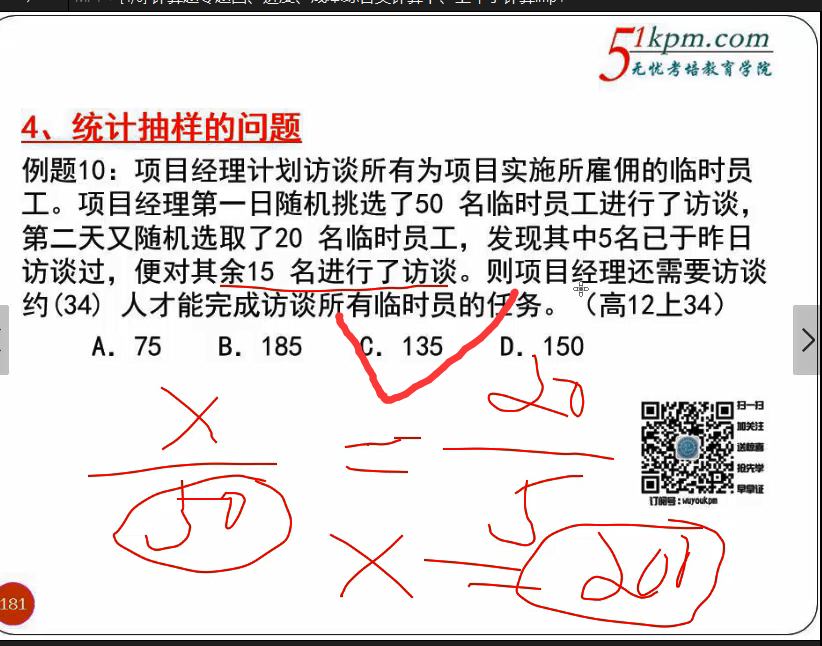 51kpm.com
无忧考培教育学院
4、统计抽样的问题
例题10：项目经理计划访谈所有为项目实施所雇佣的临时员
工。项目经理第一日随机挑选了50 名临时员工进行了访谈，
第二天又随机选取了20 名临时员工，发现其中5名已于昨日
访谈过，便对其余15 名进行了访谈。则项目经理还需要访谈
约(34) 人才能完成访谈所有临时员的任务。（高12上34）
A. 75 B. 185 C. 135 D. 150
X = 20
50 5
X = 200
扫一扫
加关注
送惊喜
抢先学
早拿证
订阅号：wuyoukpm
181